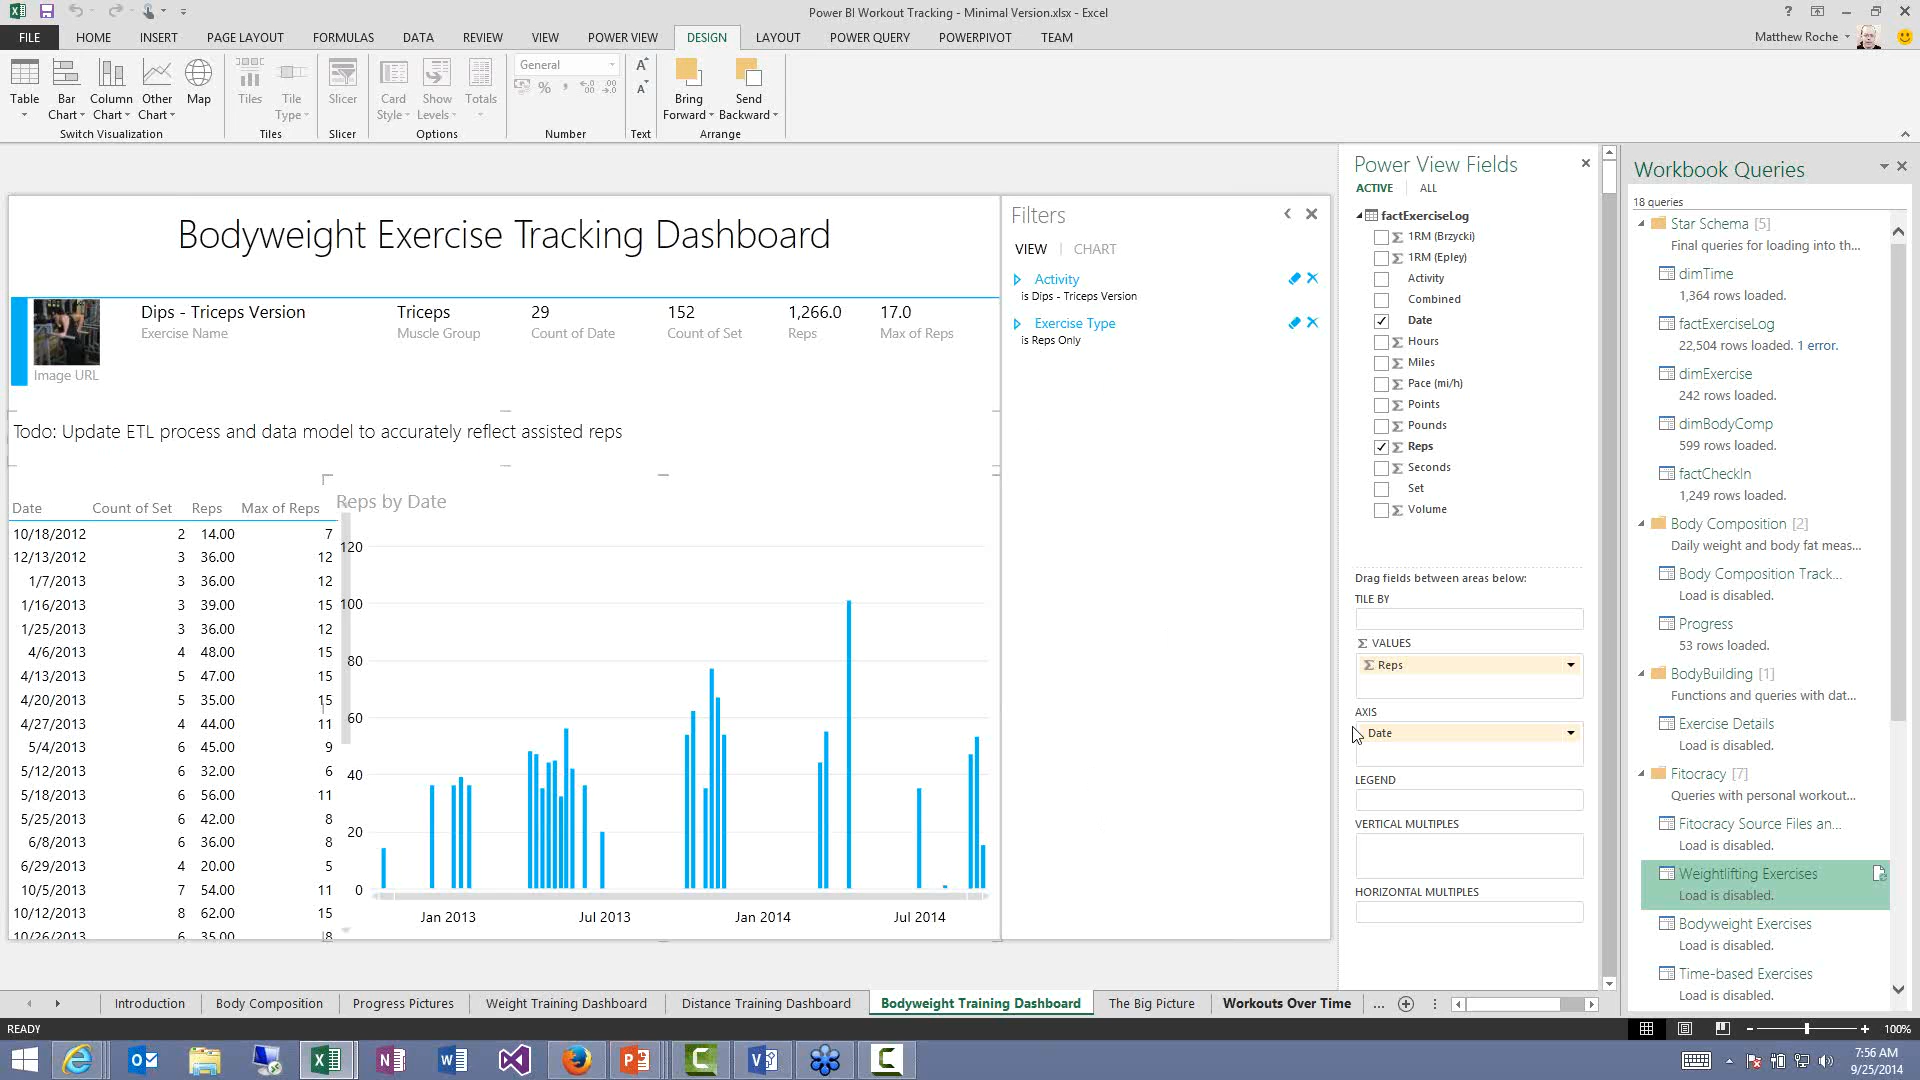 Power BI Workout Tracking - Minimal Version.xlsx - Excel
FILE HOME INSERT PAGE LAYOUT FORMULAS DATA REVIEW VIEW POWER VIEW DESIGN LAYOUT POWER QUERY POWERPIVOT TEAM Matthew Roche
General
Table Bar Chart Column Chart Other Chart Map Tiles Tile Type Slicer Card Style Show Levels Totals Bring Forward Send Backward
Switch Visualization Tiles Slicer Options Number Text Arrange
Bodyweight Exercise Tracking Dashboard
Dips - Triceps Version Triceps 29 152 1,266.0 17.0
Exercise Name Muscle Group Count of Date Count of Set Reps Max of Reps
Image URL
Todo: Update ETL process and data model to accurately reflect assisted reps
Date Count of Set Reps Max of Reps
10/18/2012 2 14.00 7
12/13/2012 3 36.00 12
1/7/2013 3 36.00 12
1/16/2013 3 39.00 15
1/25/2013 3 36.00 12
4/6/2013 4 48.00 15
4/13/2013 5 47.00 15
4/20/2013 5 35.00 15
4/27/2013 4 44.00 11
5/4/2013 6 45.00 9
5/12/2013 6 32.00 6
5/18/2013 6 56.00 11
5/25/2013 6 42.00 8
6/8/2013 6 36.00 8
6/29/2013 4 20.00 5
10/5/2013 7 54.00 11
10/12/2013 8 62.00 15
10/26/2013 6 35.00 8
Reps by Date
120
100
80
60
40
20
0
Jan 2013 Jul 2013 Jan 2014 Jul 2014
Filters
VIEW CHART
Activity
is Dips - Triceps Version
Exercise Type
is Reps Only
Power View Fields
ACTIVE ALL
factExerciseLog
1RM (Brzycki)
1RM (Epley)
Activity
Combined
Date
Hours
Miles
Pace (mi/h)
Points
Pounds
Reps
Seconds
Set
Volume
Drag fields between areas below:
TILE BY
Σ VALUES
Σ Reps
AXIS
Date
LEGEND
VERTICAL MULTIPLES
HORIZONTAL MULTIPLES
Workbook Queries
18 queries
Star Schema [5]
Final queries for loading into th...
dimTime
1,364 rows loaded.
factExerciseLog
22,504 rows loaded. 1 error.
dimExercise
242 rows loaded.
dimBodyComp
599 rows loaded.
factCheckIn
1,249 rows loaded.
Body Composition [2]
Daily weight and body fat meas...
Body Composition Track...
Load is disabled.
Progress
53 rows loaded.
BodyBuilding [1]
Functions and queries with dat...
Exercise Details
Load is disabled.
Fitocracy [7]
Queries with personal workout...
Fitocracy Source Files an...
Load is disabled.
Weightlifting Exercises
Load is disabled.
Bodyweight Exercises
Load is disabled.
Time-based Exercises
Load is disabled.
Introduction Body Composition Progress Pictures Weight Training Dashboard Distance Training Dashboard Bodyweight Training Dashboard The Big Picture Workouts Over Time ...
READY 100%
7:56 AM
9/25/2014